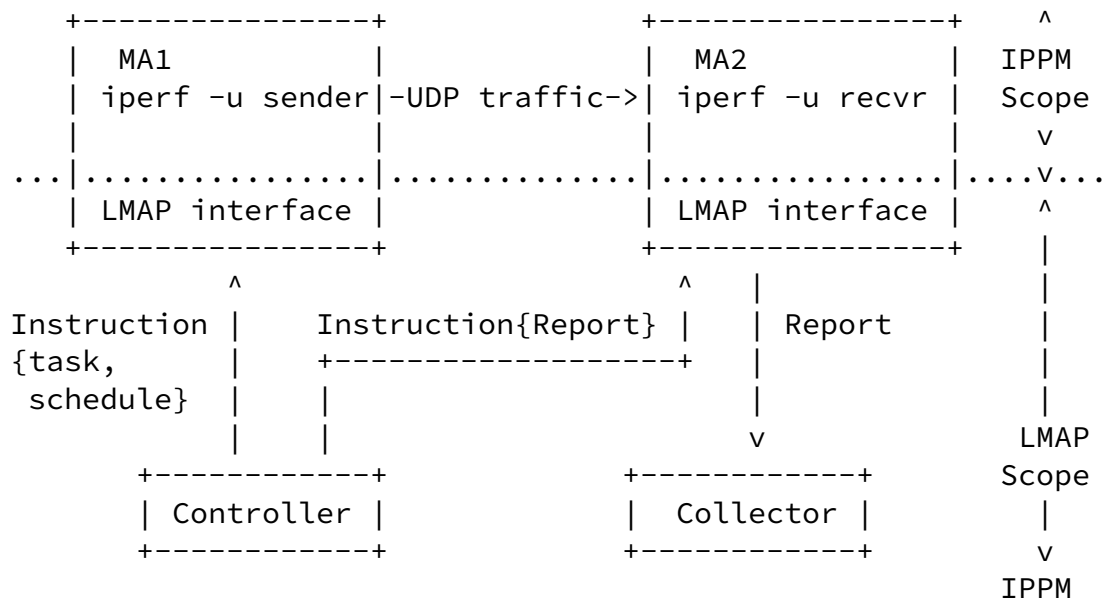 +----------------+                 +----------------+   ^
|  MA1           |                 |  MA2           |  IPPM
| iperf -u sender|-UDP traffic->| iperf -u recvr |  Scope
|                |              |                |    v
...|................|..............|................|....v...
| LMAP interface |              | LMAP interface |    ^
+----------------+              +----------------+    |
^                         ^   |               |
Instruction |    Instruction{Report} |   | Report        |
{task,      |    +-------------------+   |               |
schedule}  |    |                       |               |
|    |                       v              LMAP
+------------+             +------------+      Scope
| Controller |             |  Collector |        |
+------------+             +------------+        v
IPPM